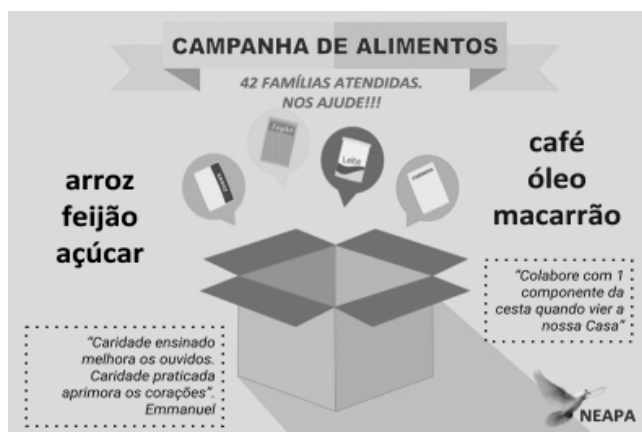 CAMPANHA DE ALIMENTOS
42 FAMÍLIAS ATENDIDAS.
NOS AJUDE!!!
Feijão
Leite
ARROZ
arroz
feijão
açúcar
café
óleo
macarrão
"Colabore com 1
componente da
cesta quando vier a
nossa Casa"
"Caridade ensinado
melhora os ouvidos.
Caridade praticada
aprimora os corações".
Emmanuel
NEAPA